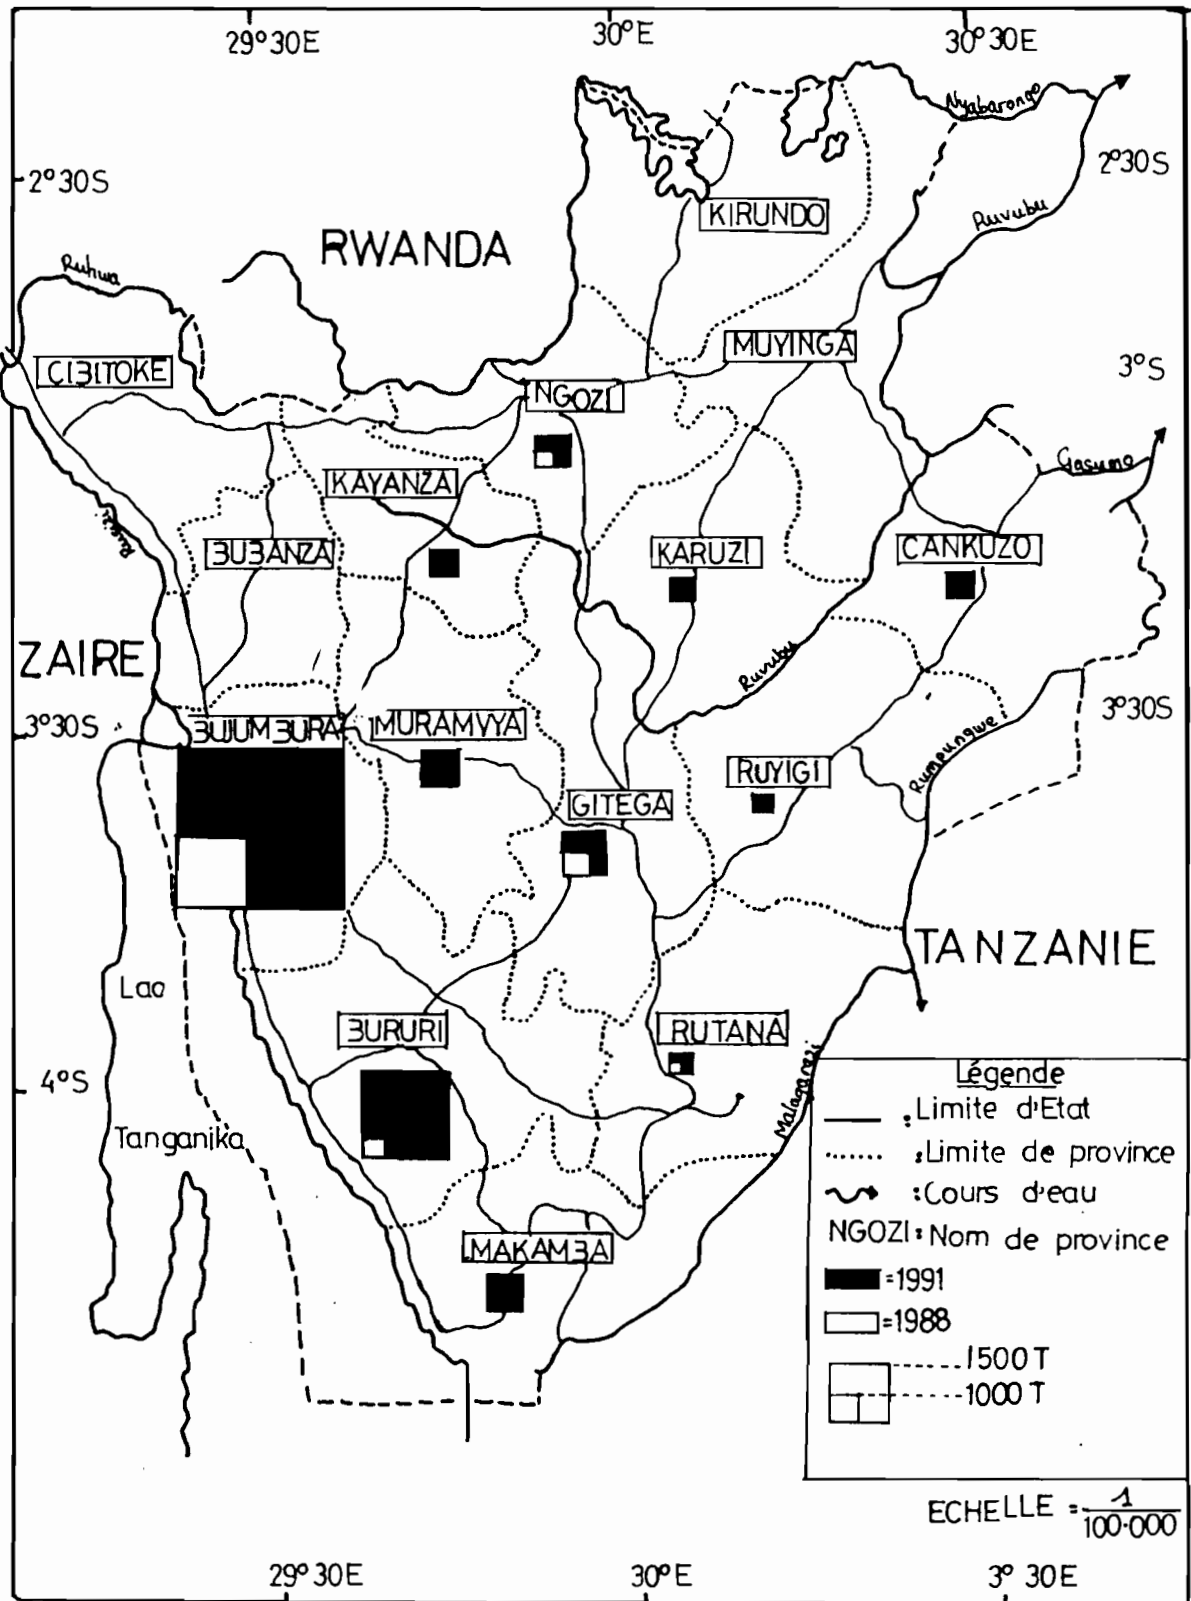 29°30E
30°E
30°30E
Nyabarongo
2°30S
2°30S
Ruvubu
KIRUNDO
RWANDA
Ruhwa
MUYINGA
3°S
CIBITOKE
NGOZI
Gasumo
KAYANZA
BUBANZA
KARUZI
CANKUZO
ZAIRE
Ruvubu
3°30S
3°30S
BUJUMBURA
MURAMVYA
Rumpungwe
RUYIGI
GITEGA
TANZANIE
Lac
BURURI
RUTANA
4°S
Malagarazi
Tanganika
MAKAMBA
Légende
: Limite d'Etat
: Limite de province
: Cours d'eau
NGOZI : Nom de province
=1991
=1988
1500 T
1000 T
ECHELLE = 1/100.000
29° 30E
30°E
3° 30E